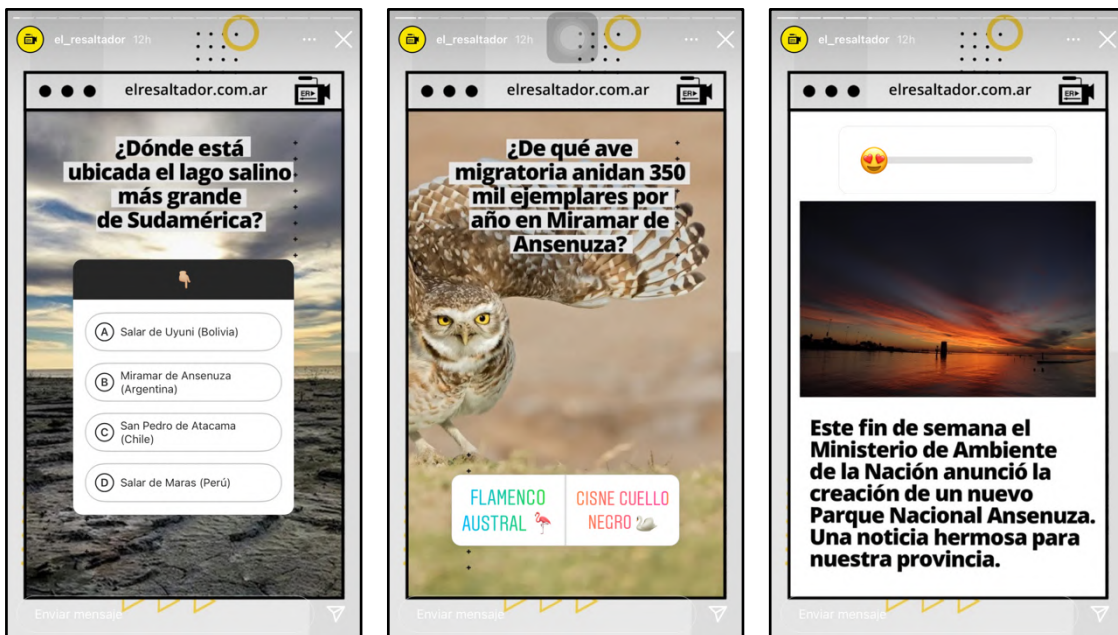 el_resaltador 12h
elresaltador.com.ar
ER
¿Dónde está
ubicada el lago salino
más grande
de Sudamérica?
A Salar de Uyuni (Bolivia)
B Miramar de Ansenuza
(Argentina)
C San Pedro de Atacama
(Chile)
D Salar de Maras (Perú)
Enviar mensaje
el_resaltador 12h
elresaltador.com.ar
ER
¿De qué ave
migratoria anidan 350
mil ejemplares por
año en Miramar de
Ansenuza?
FLAMENCO
AUSTRAL
CISNE CUELLO
NEGRO
Enviar mensaje
el_resaltador 12h
elresaltador.com.ar
ER
Este fin de semana el
Ministerio de Ambiente
de la Nación anunció la
creación de un nuevo
Parque Nacional Ansenuza.
Una noticia hermosa para
nuestra provincia.
Enviar mensaje